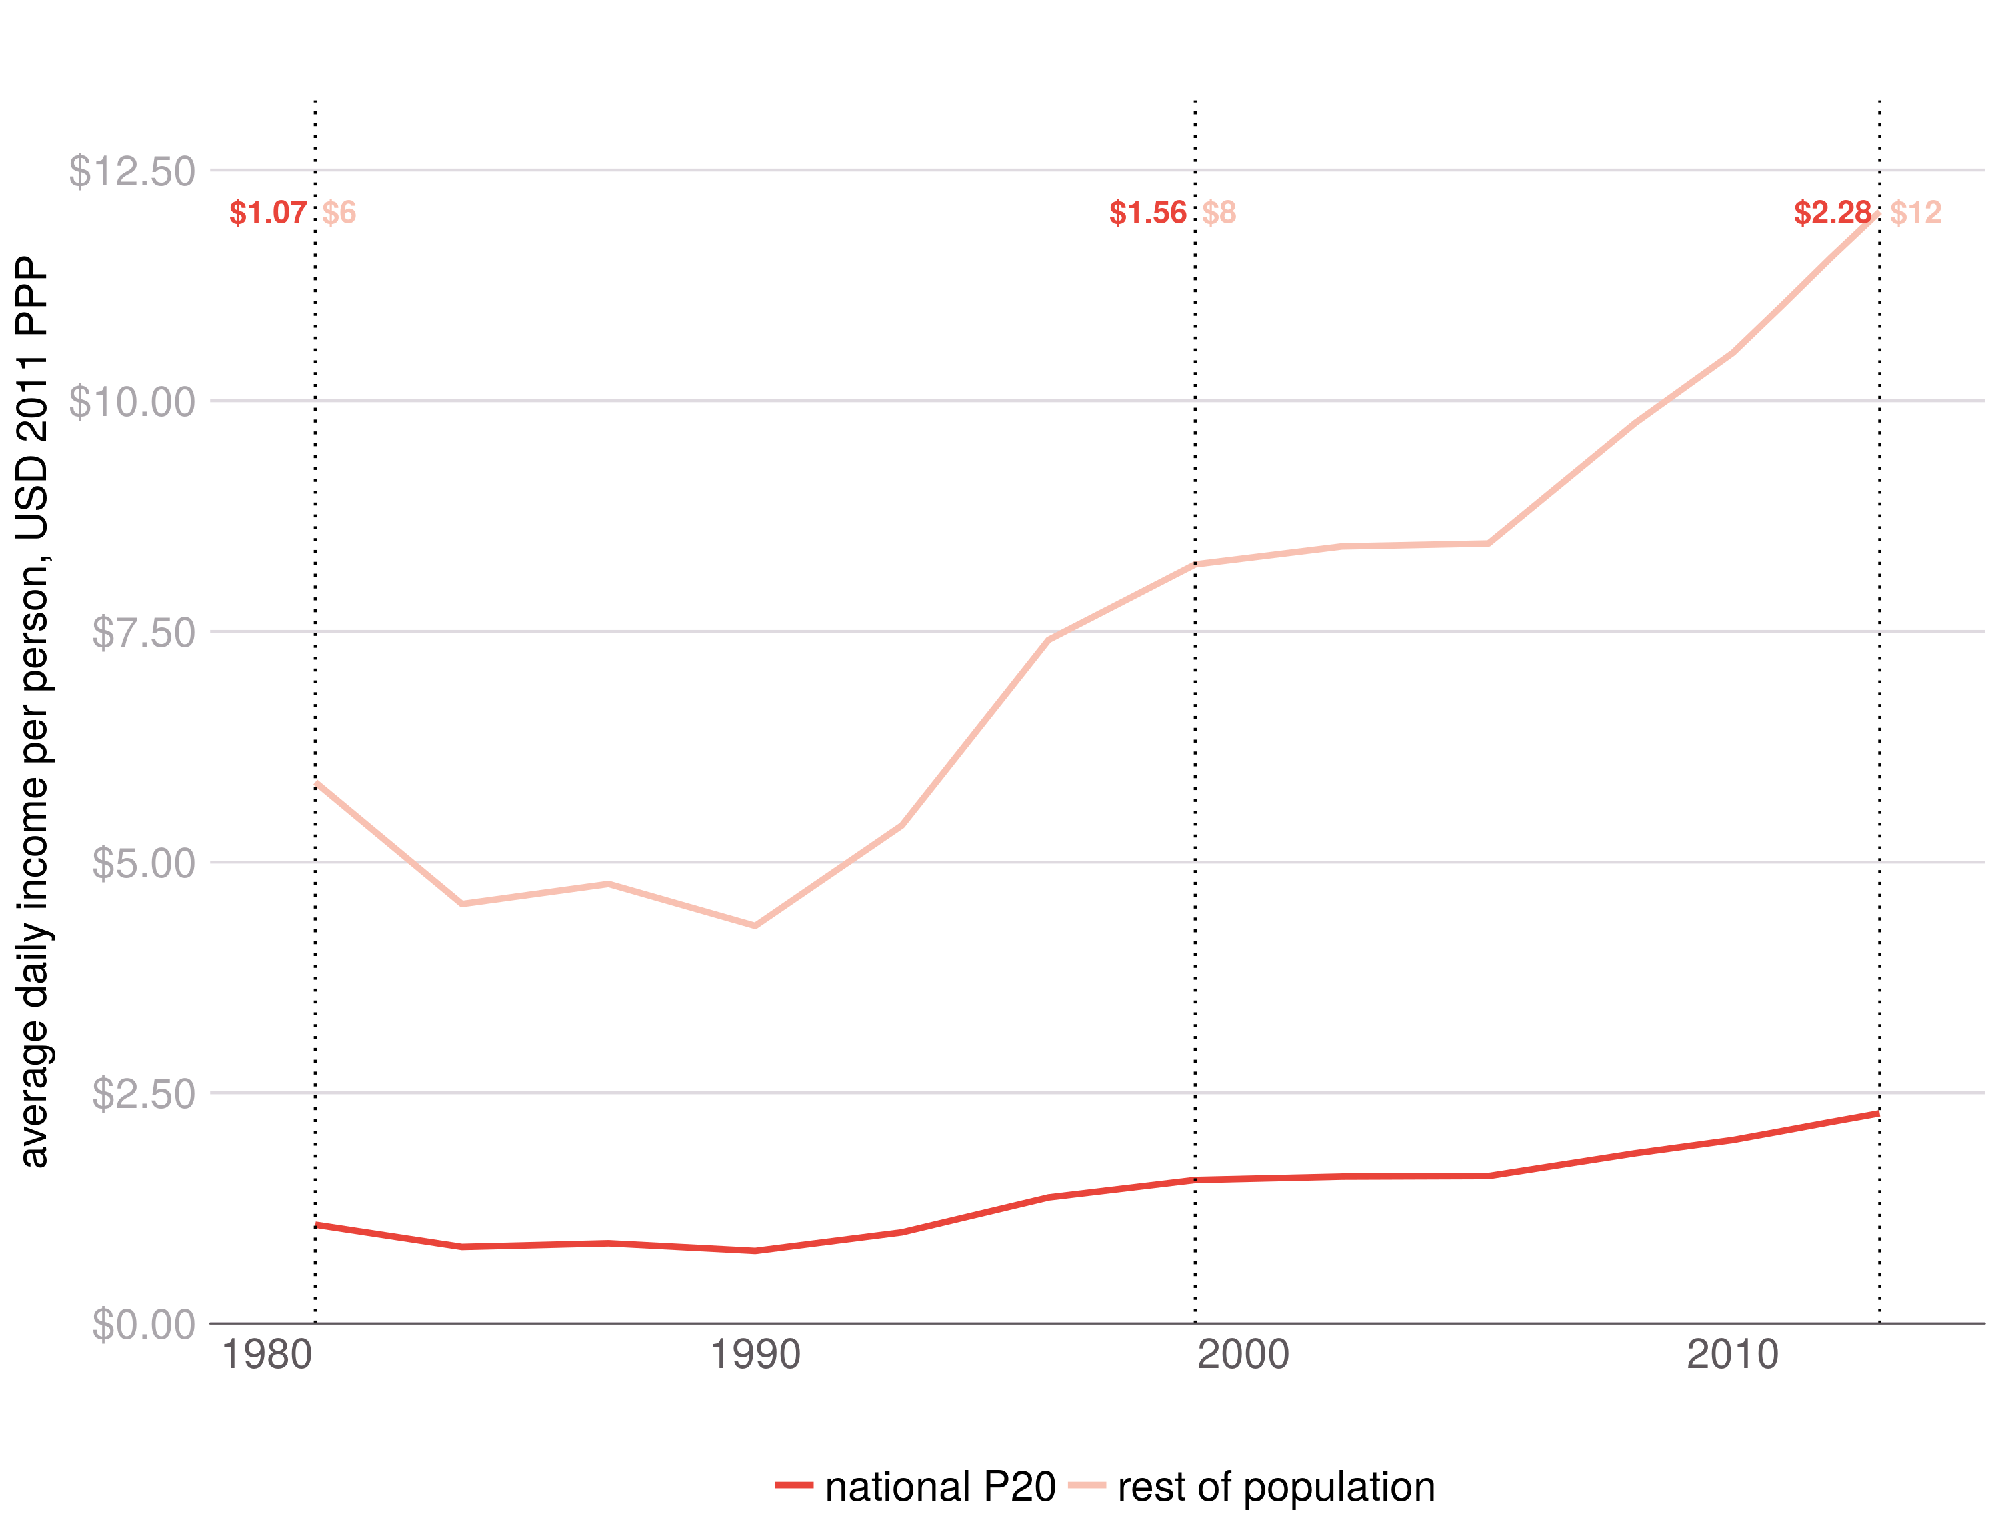 $12.50
$1.07 $6 $1.56 $8 $2.28 $12
$10.00
$7.50
$5.00
$2.50
$0.00
average daily income per person, USD 2011 PPP
1980 1990 2000 2010
national P20 rest of population